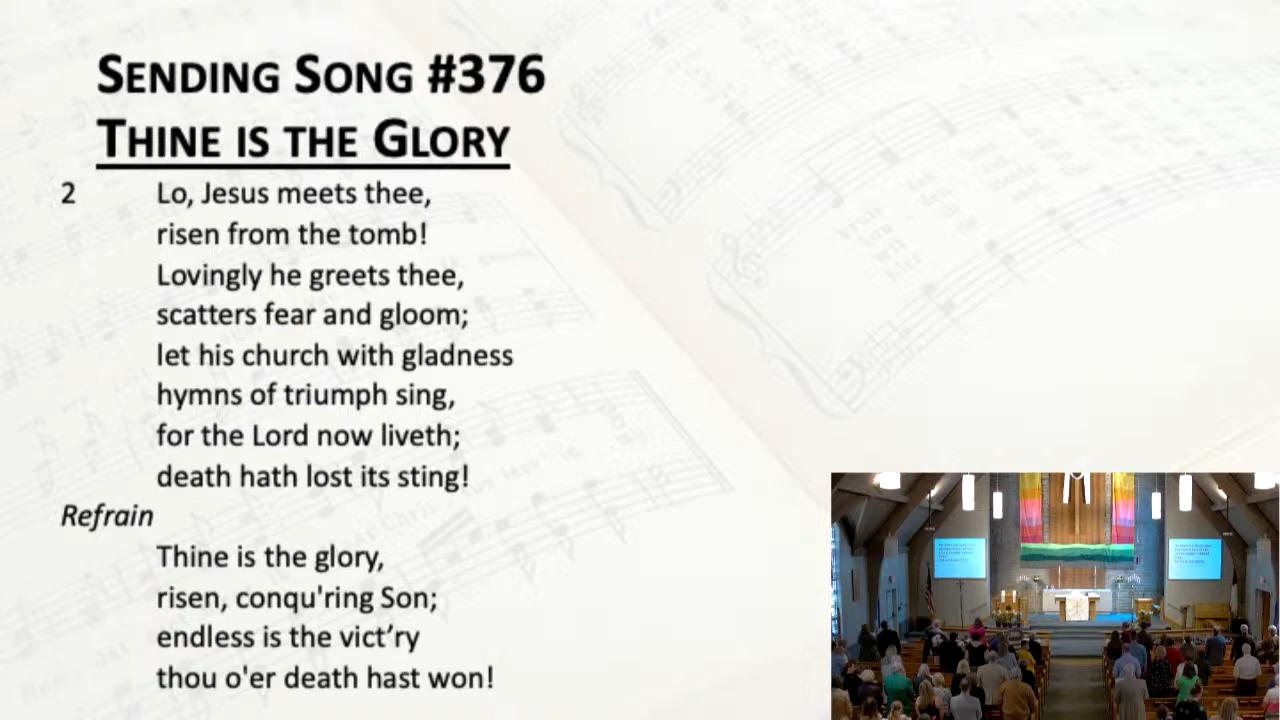 SENDING SONG #376
THINE IS THE GLORY
2 Lo, Jesus meets thee,
risen from the tomb!
Lovingly he greets thee,
scatters fear and gloom;
let his church with gladness
hymns of triumph sing,
for the Lord now liveth;
death hath lost its sting!
Refrain
Thine is the glory,
risen, conqu'ring Son;
endless is the vict’ry
thou o'er death hast won!